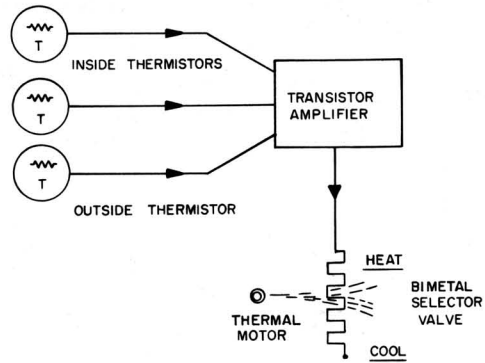 T
INSIDE THERMISTORS
T
TRANSISTOR
AMPLIFIER
T
OUTSIDE THERMISTOR
HEAT
BIMETAL
SELECTOR
VALVE
THERMAL
MOTOR
COOL